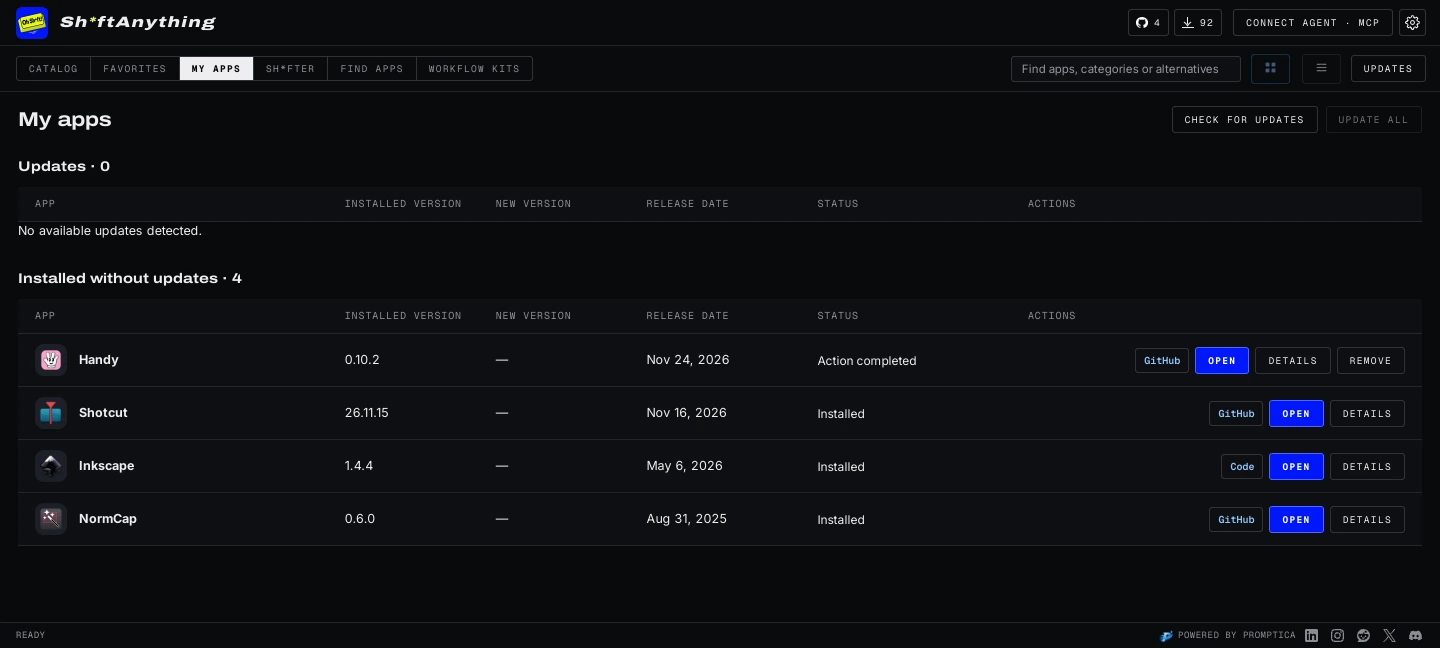 Sh*ftAnything
4
92
CONNECT AGENT · MCP
CATALOG
FAVORITES
MY APPS
SH*FTER
FIND APPS
WORKFLOW KITS
Find apps, categories or alternatives
UPDATES
My apps
CHECK FOR UPDATES
UPDATE ALL
Updates · 0
APP INSTALLED VERSION NEW VERSION RELEASE DATE STATUS ACTIONS
No available updates detected.
Installed without updates · 4
APP INSTALLED VERSION NEW VERSION RELEASE DATE STATUS ACTIONS
Handy 0.10.2 — Nov 24, 2026 Action completed GitHub OPEN DETAILS REMOVE
Shotcut 26.11.15 — Nov 16, 2026 Installed GitHub OPEN DETAILS
Inkscape 1.4.4 — May 6, 2026 Installed Code OPEN DETAILS
NormCap 0.6.0 — Aug 31, 2025 Installed GitHub OPEN DETAILS
READY
POWERED BY PROMPTICA